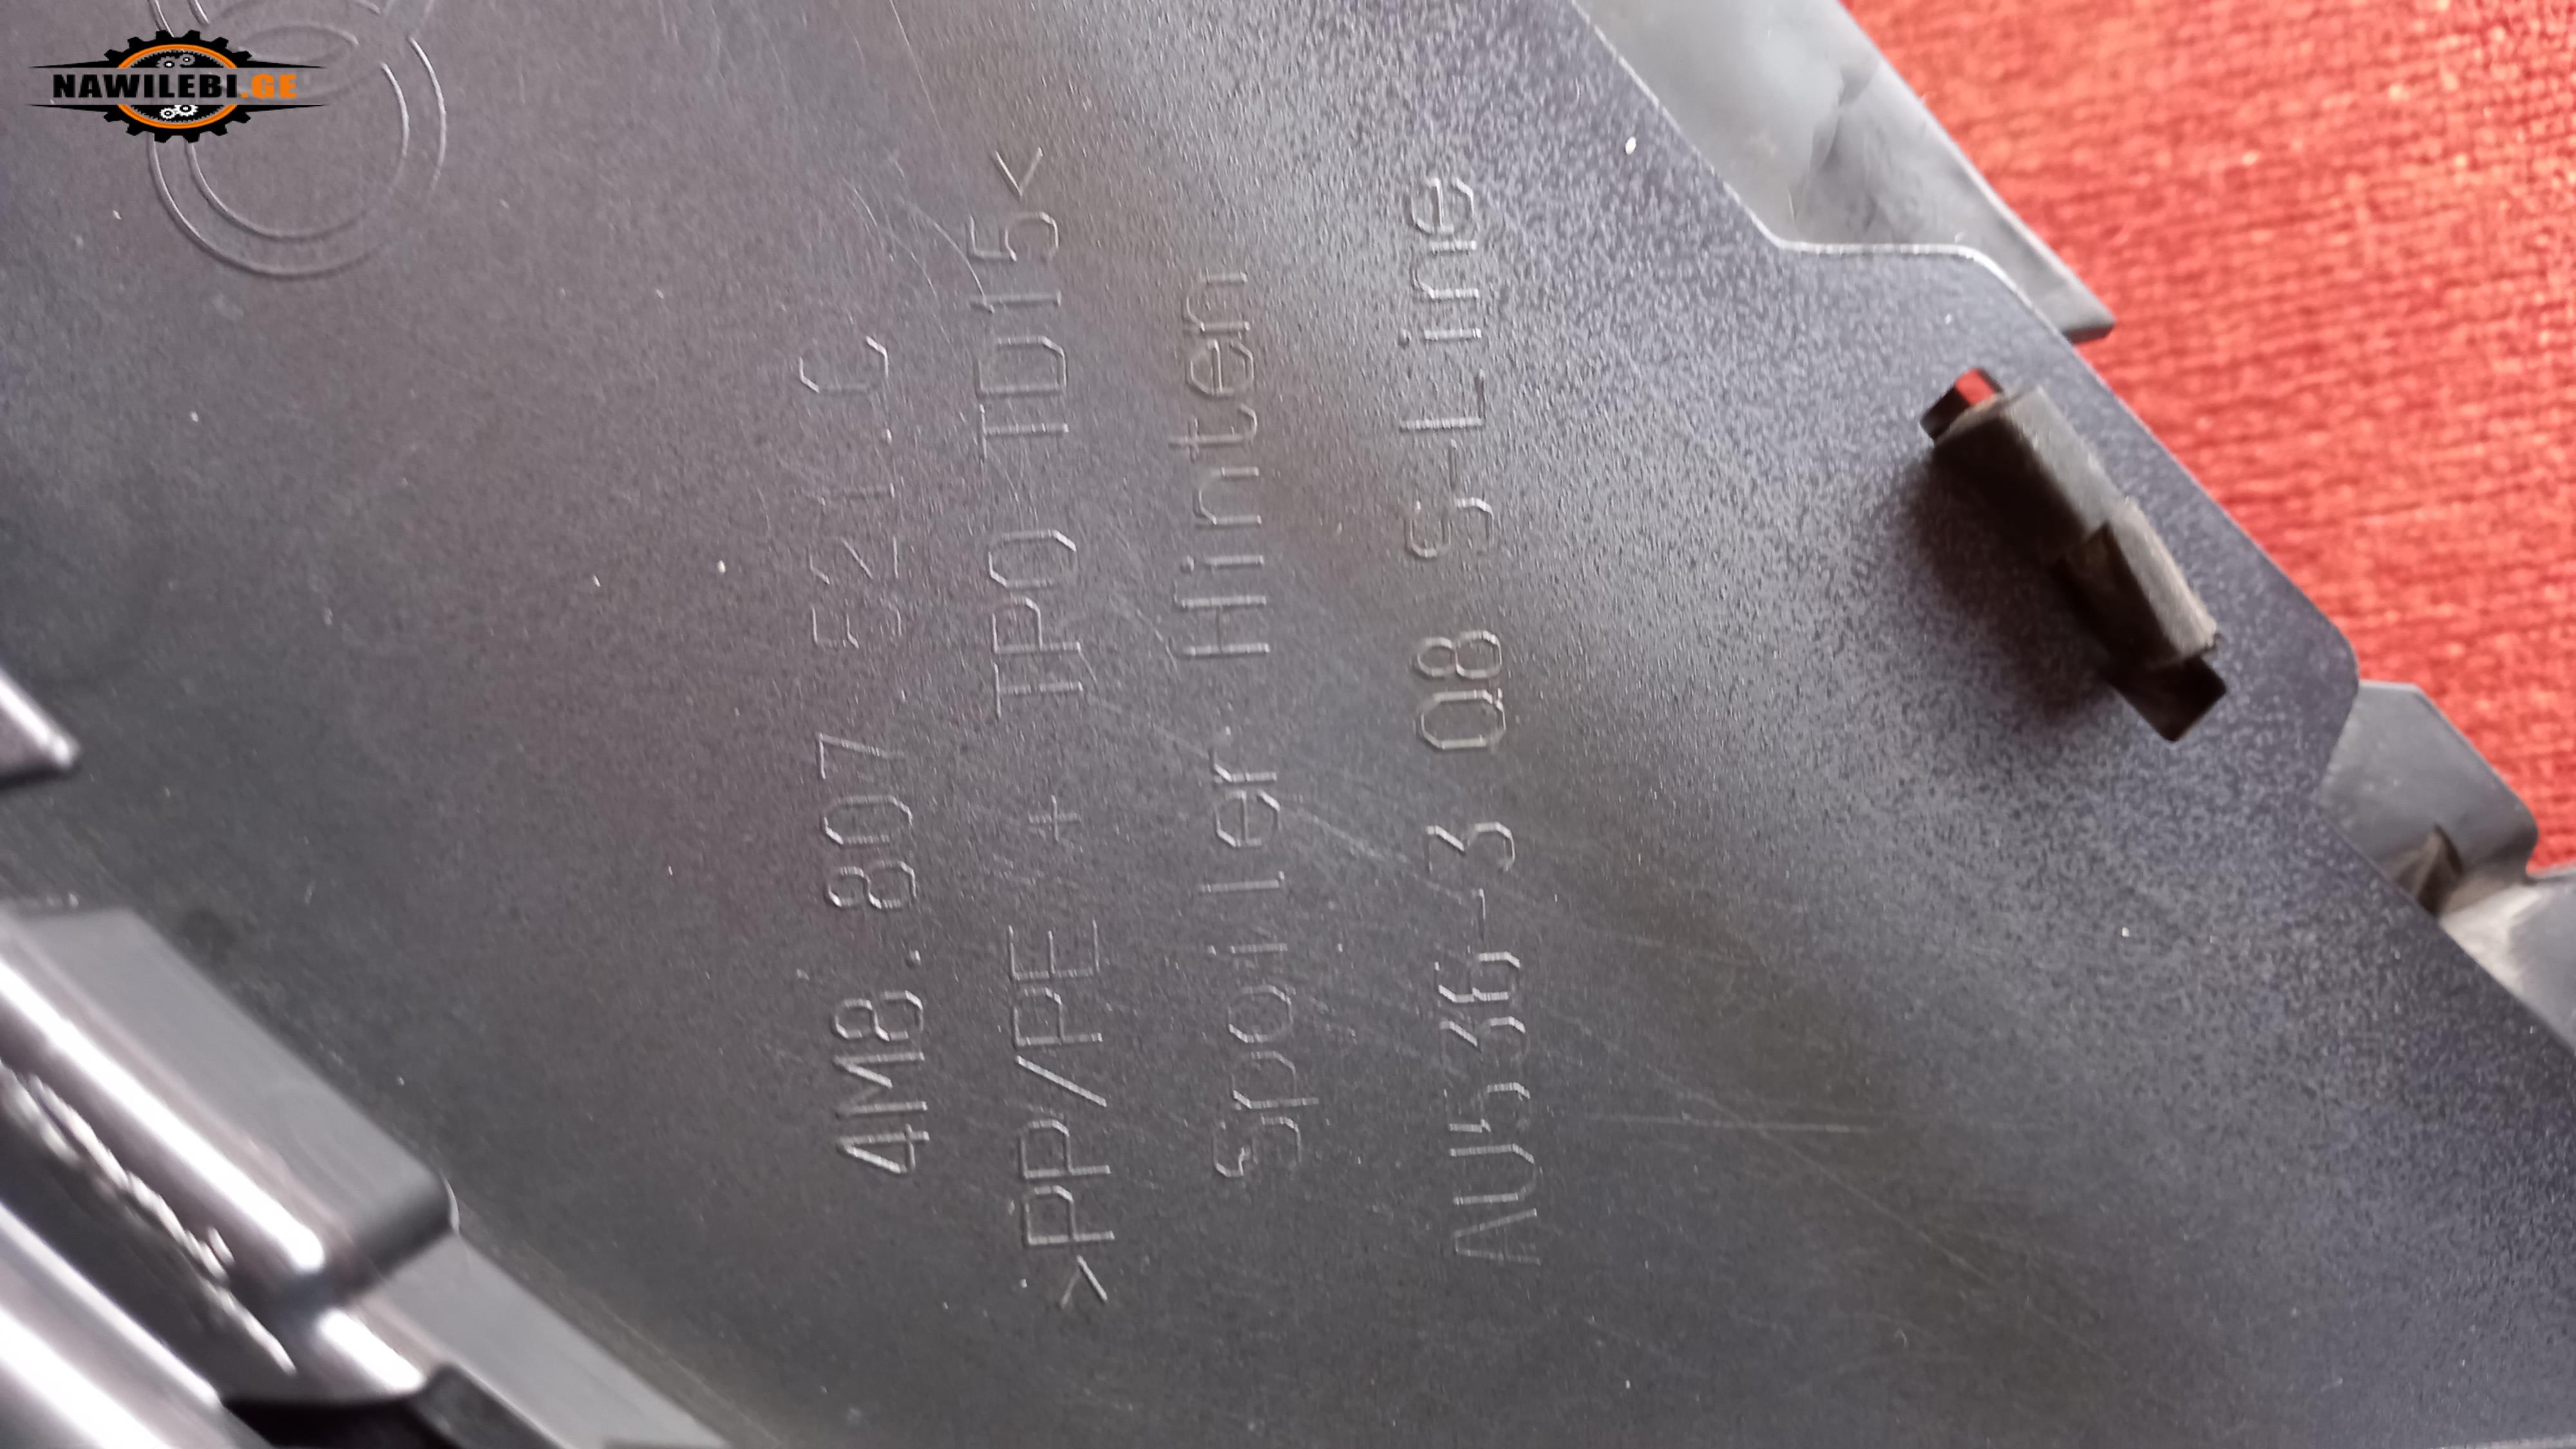 NAWILEBI.GE
4M8.807 521.C
>PP/PE + TPO TD15<
Spoiler Hinten
AU536-3 Q8 S-Line